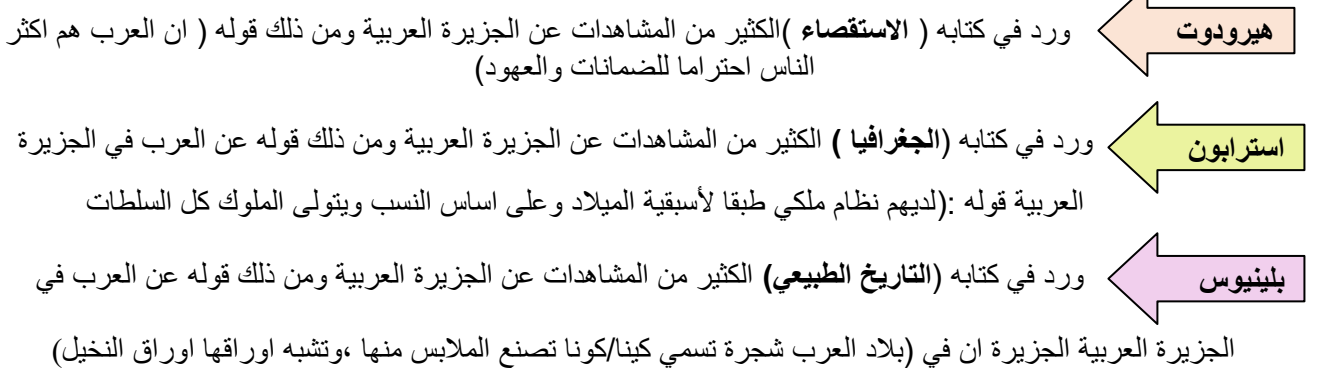 هيرودوت ورد في كتابه ( الاستقصاء )الكثير من المشاهدات عن الجزيرة العربية ومن ذلك قوله ( ان العرب هم اكثر
الناس احتراما للضمانات والعهود)
استرابون ورد في كتابه (الجغرافيا ) الكثير من المشاهدات عن الجزيرة العربية ومن ذلك قوله عن العرب في الجزيرة
العربية قوله :(لديهم نظام ملكي طبقا لأسبقية الميلاد وعلى اساس النسب ويتولى الملوك كل السلطات
بلينيوس ورد في كتابه (التاريخ الطبيعي) الكثير من المشاهدات عن الجزيرة العربية ومن ذلك قوله عن العرب في
الجزيرة العربية الجزيرة ان في (بلاد العرب شجرة تسمي كينا/كونا تصنع الملابس منها ،وتشبه اوراقها اوراق النخيل)